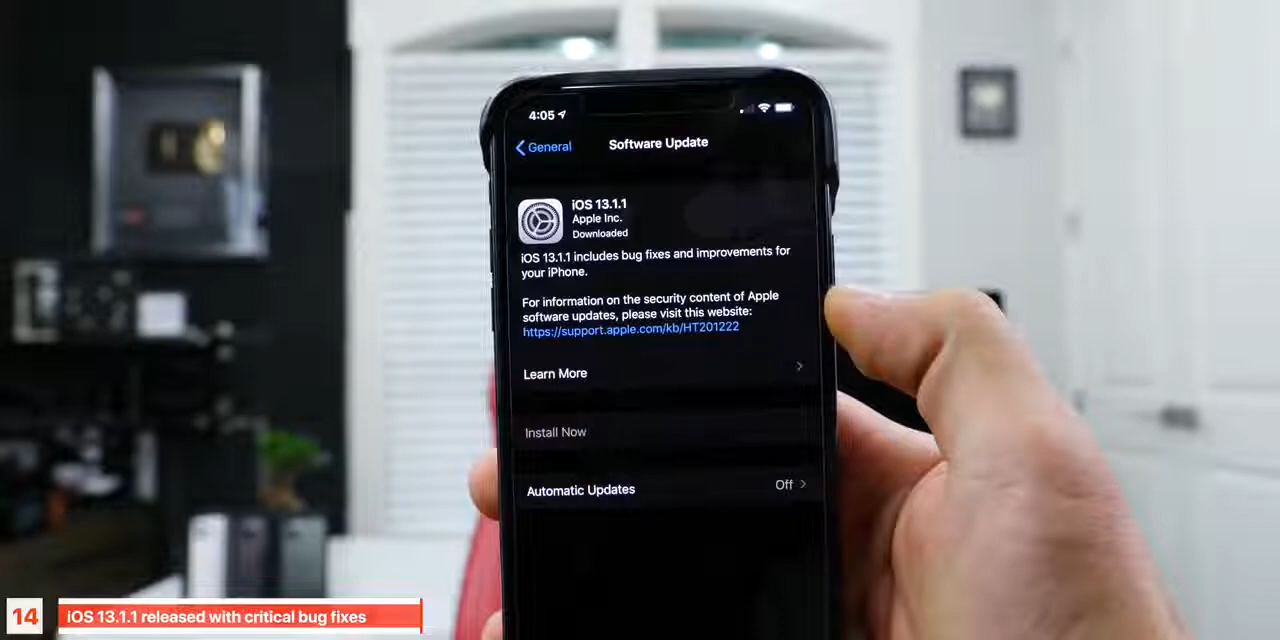 4:05
General
Software Update
iOS 13.1.1
Apple Inc.
Downloaded
iOS 13.1.1 includes bug fixes and improvements for
your iPhone.
For information on the security content of Apple
software updates, please visit this website:
https://support.apple.com/kb/HT201222
Learn More
Install Now
Automatic Updates Off
14 iOS 13.1.1 released with critical bug fixes